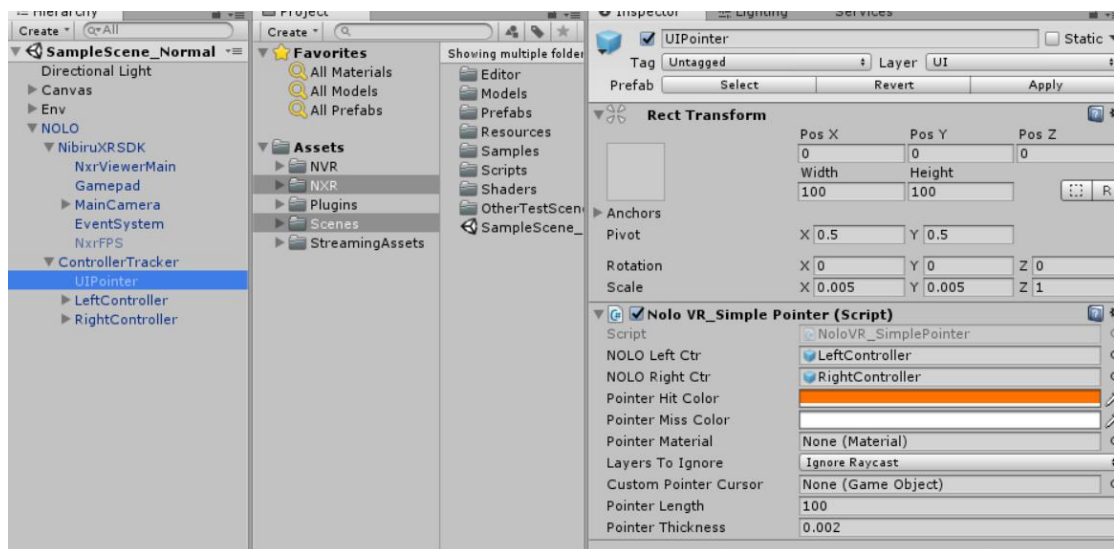 Hierarchy
Create
All
SampleScene_Normal
Directional Light
Canvas
Env
NOLO
NibiruXRSDK
NxrViewerMain
Gamepad
MainCamera
EventSystem
NxrFPS
ControllerTracker
UIPointer
LeftController
RightController
Project
Create
Favorites
All Materials
All Models
All Prefabs
Assets
NVR
NXR
Plugins
Scenes
StreamingAssets
Showing multiple folder
Editor
Models
Prefabs
Resources
Samples
Scripts
Shaders
OtherTestScen
SampleScene_
Inspector Lighting Services
UIPointer Static
Tag Untagged Layer UI
Prefab Select Revert Apply
Rect Transform
Pos X Pos Y Pos Z
0 0 0
Width Height
100 100 R
Anchors
Pivot X 0.5 Y 0.5
Rotation X 0 Y 0 Z 0
Scale X 0.005 Y 0.005 Z 1
Nolo VR_Simple Pointer (Script)
Script NoloVR_SimplePointer
NOLO Left Ctr LeftController
NOLO Right Ctr RightController
Pointer Hit Color
Pointer Miss Color
Pointer Material None (Material)
Layers To Ignore Ignore Raycast
Custom Pointer Cursor None (Game Object)
Pointer Length 100
Pointer Thickness 0.002